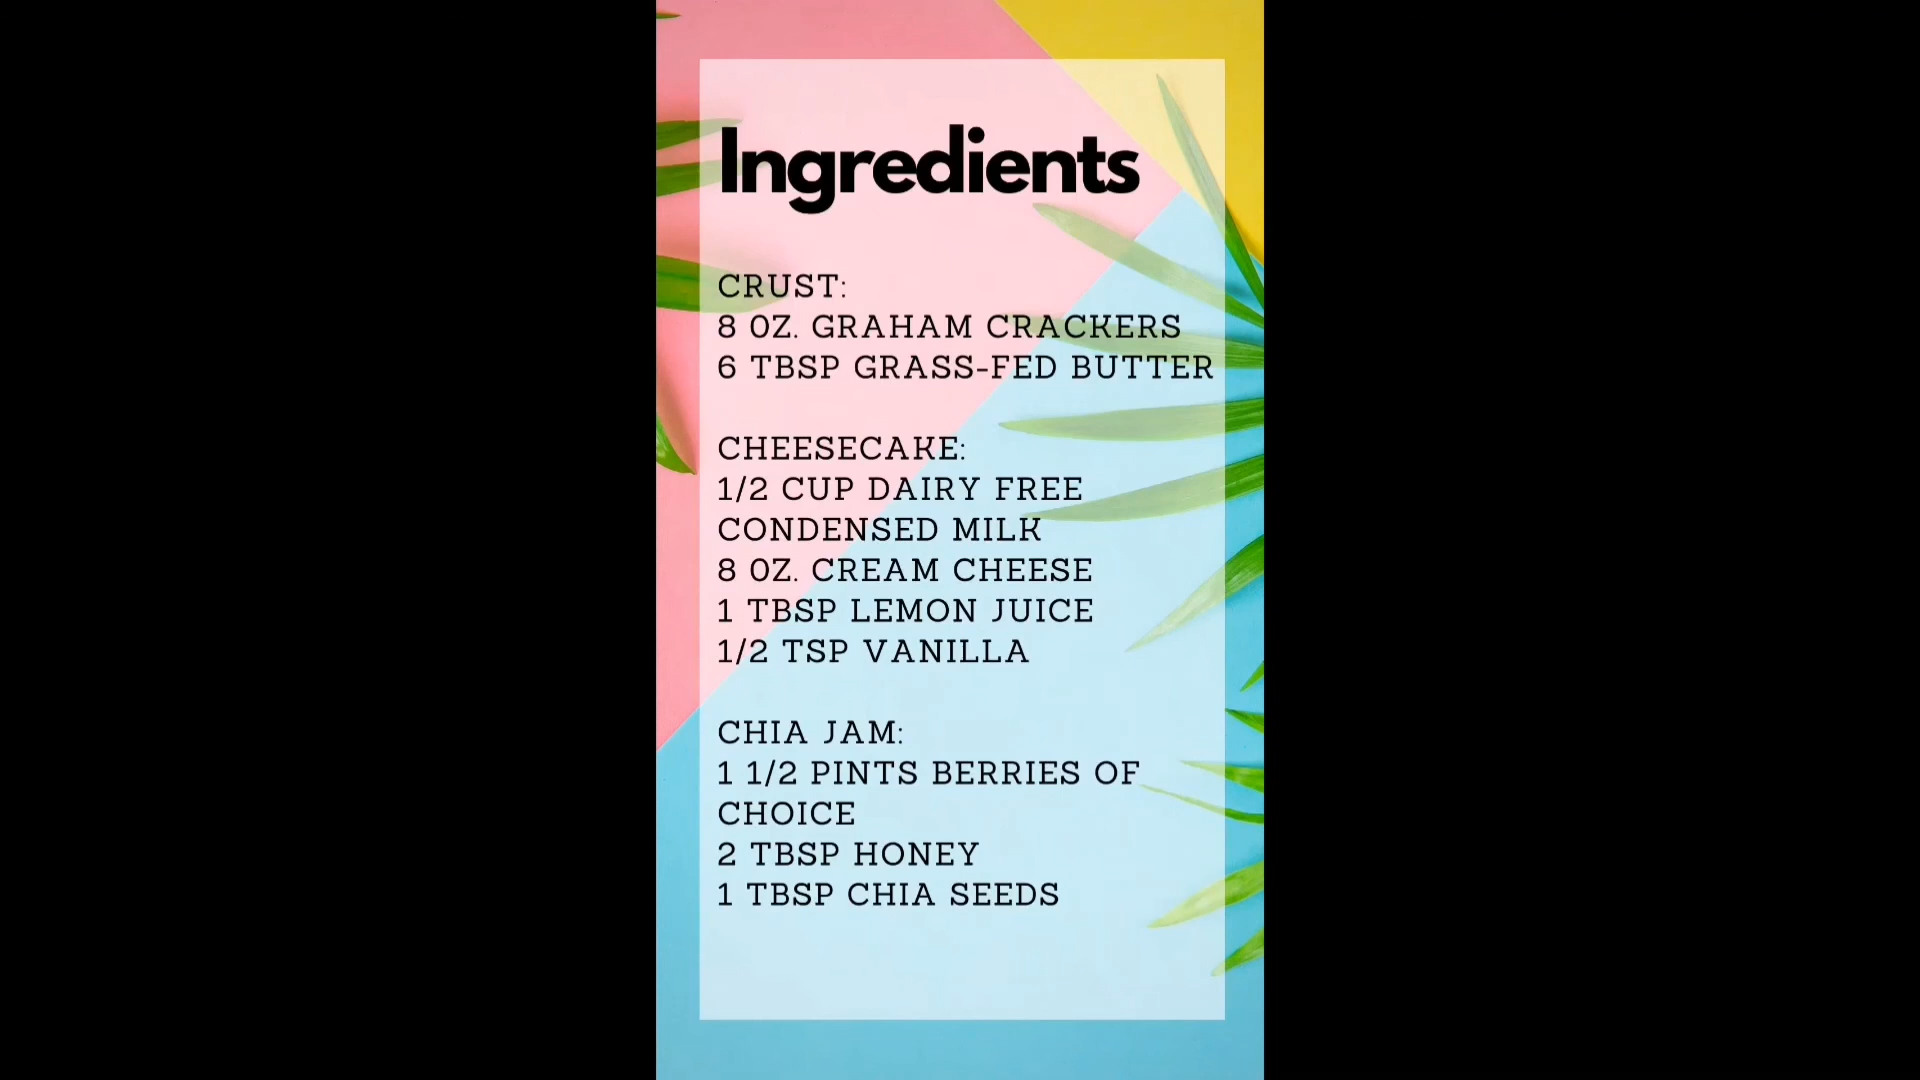 Ingredients
CRUST:
8 OZ. GRAHAM CRACKERS
6 TBSP GRASS-FED BUTTER
CHEESECAKE:
1/2 CUP DAIRY FREE
CONDENSED MILK
8 OZ. CREAM CHEESE
1 TBSP LEMON JUICE
1/2 TSP VANILLA
CHIA JAM:
1 1/2 PINTS BERRIES OF
CHOICE
2 TBSP HONEY
1 TBSP CHIA SEEDS